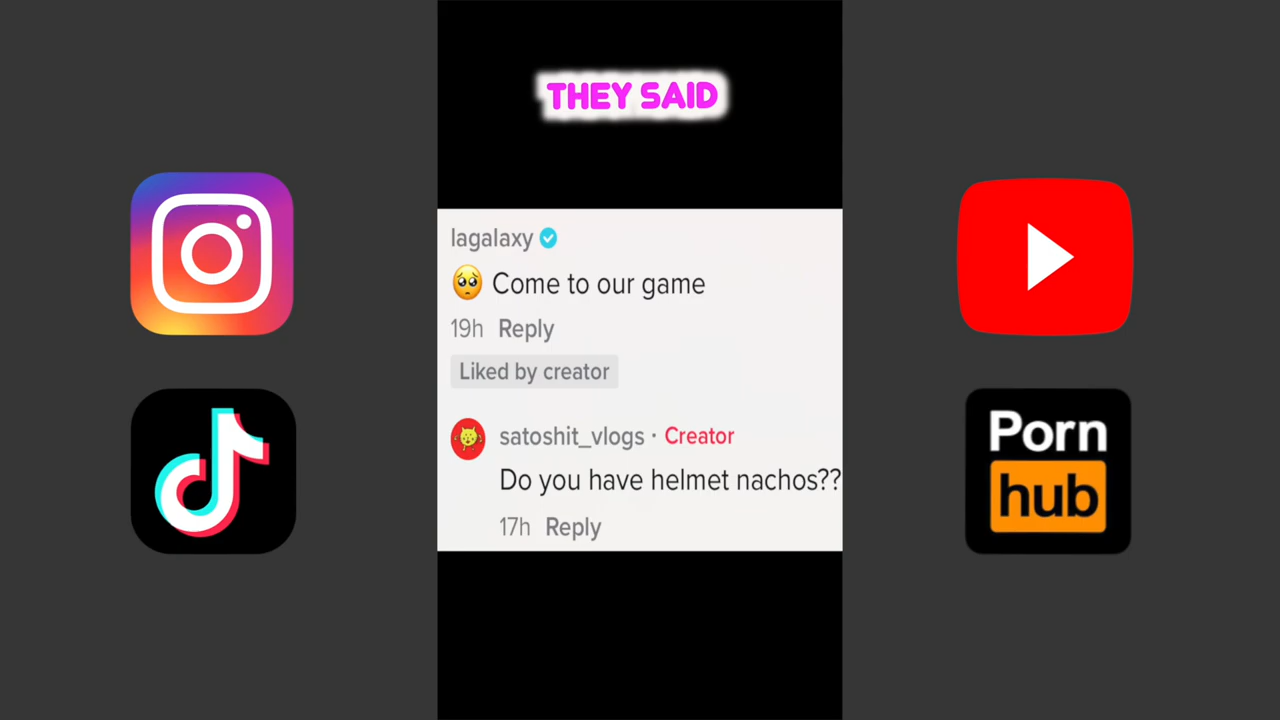 THEY SAID
lagalaxy
🥺 Come to our game
19h Reply
Liked by creator
satoshit_vlogs · Creator
Do you have helmet nachos??
17h Reply
Porn
hub